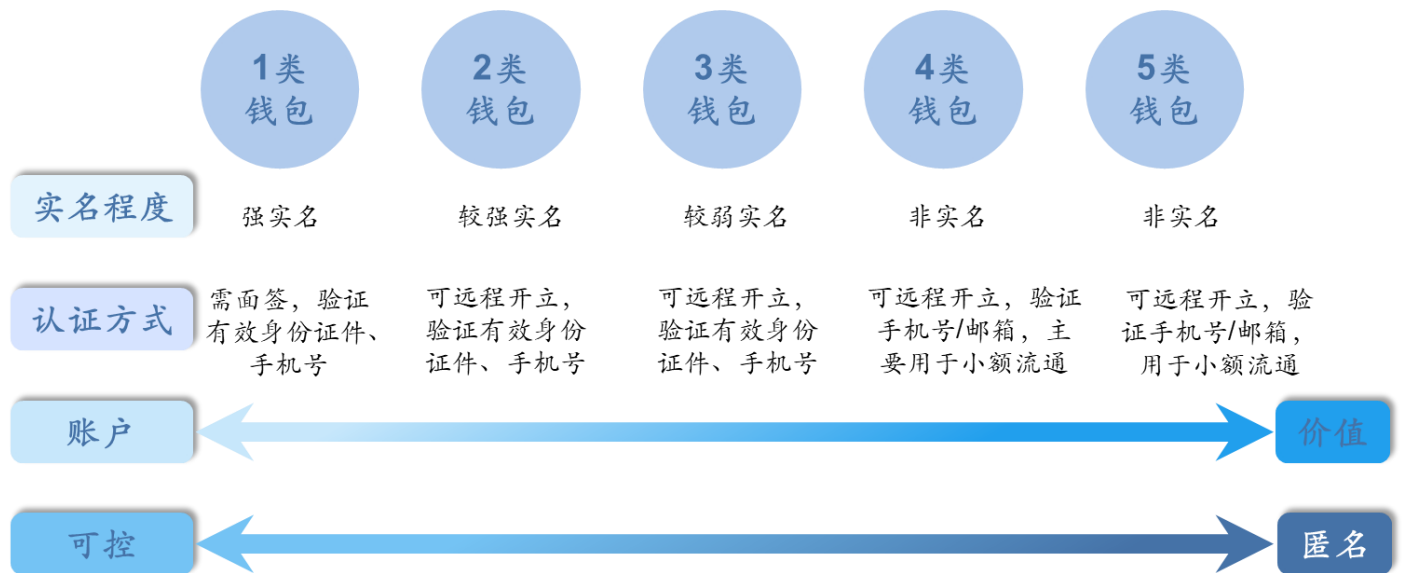 1类
钱包
2类
钱包
3类
钱包
4类
钱包
5类
钱包
实名程度
强实名
较强实名
较弱实名
非实名
非实名
认证方式
需面签，验证
有效身份证件、
手机号
可远程开立，
验证有效身份
证件、手机号
可远程开立，
验证有效身份
证件、手机号
可远程开立，验证
手机号/邮箱，主
要用于小额流通
可远程开立，验
证手机号/邮箱，
用于小额流通
账户
价值
可控
匿名